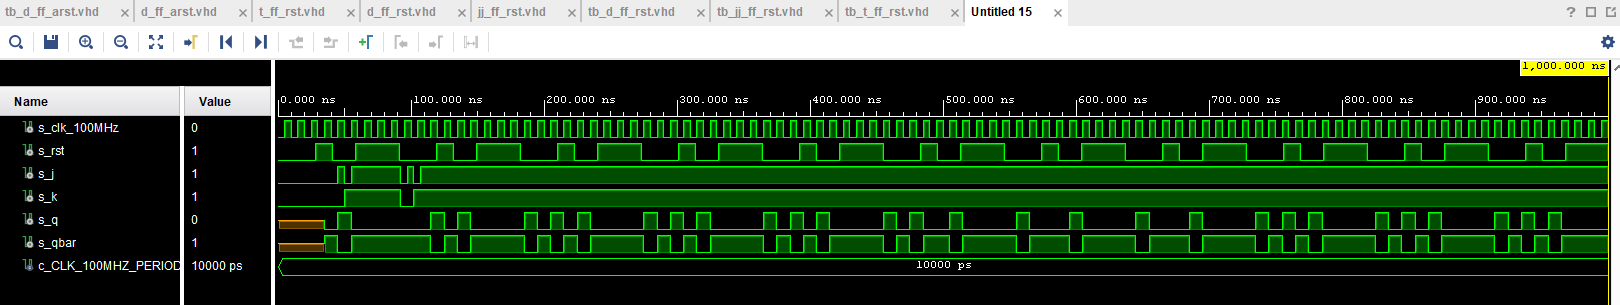 tb_d_ff_arst.vhd × d_ff_arst.vhd × t_ff_rst.vhd × d_ff_rst.vhd × jj_ff_rst.vhd × tb_d_ff_rst.vhd × tb_jj_ff_rst.vhd × tb_t_ff_rst.vhd × Untitled 15 × ?
1,000.000 ns
Name Value 0.000 ns 100.000 ns 200.000 ns 300.000 ns 400.000 ns 500.000 ns 600.000 ns 700.000 ns 800.000 ns 900.000 ns
s_clk_100MHz 0
s_rst 1
s_j 1
s_k 1
s_q 0
s_qbar 1
c_CLK_100MHZ_PERIOD 10000 ps 10000 ps